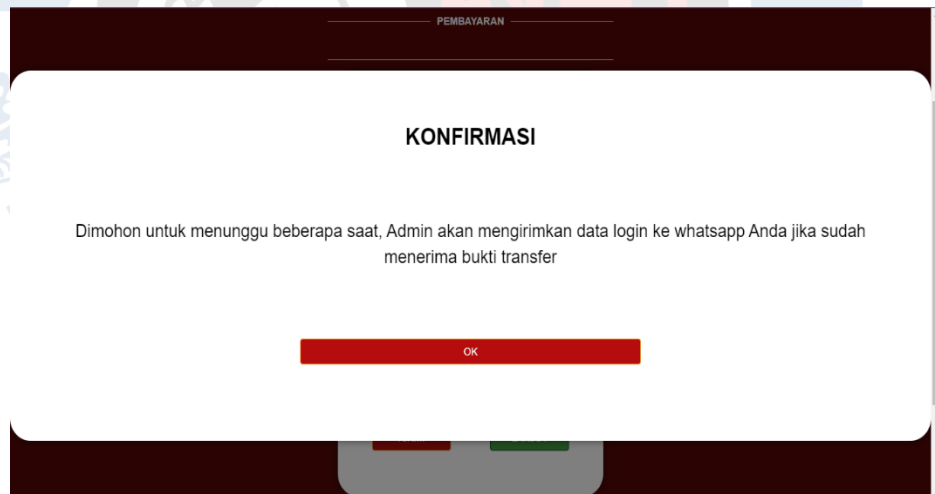 PEMBAYARAN
KONFIRMASI
Dimohon untuk menunggu beberapa saat, Admin akan mengirimkan data login ke whatsapp Anda jika sudah
menerima bukti transfer
OK